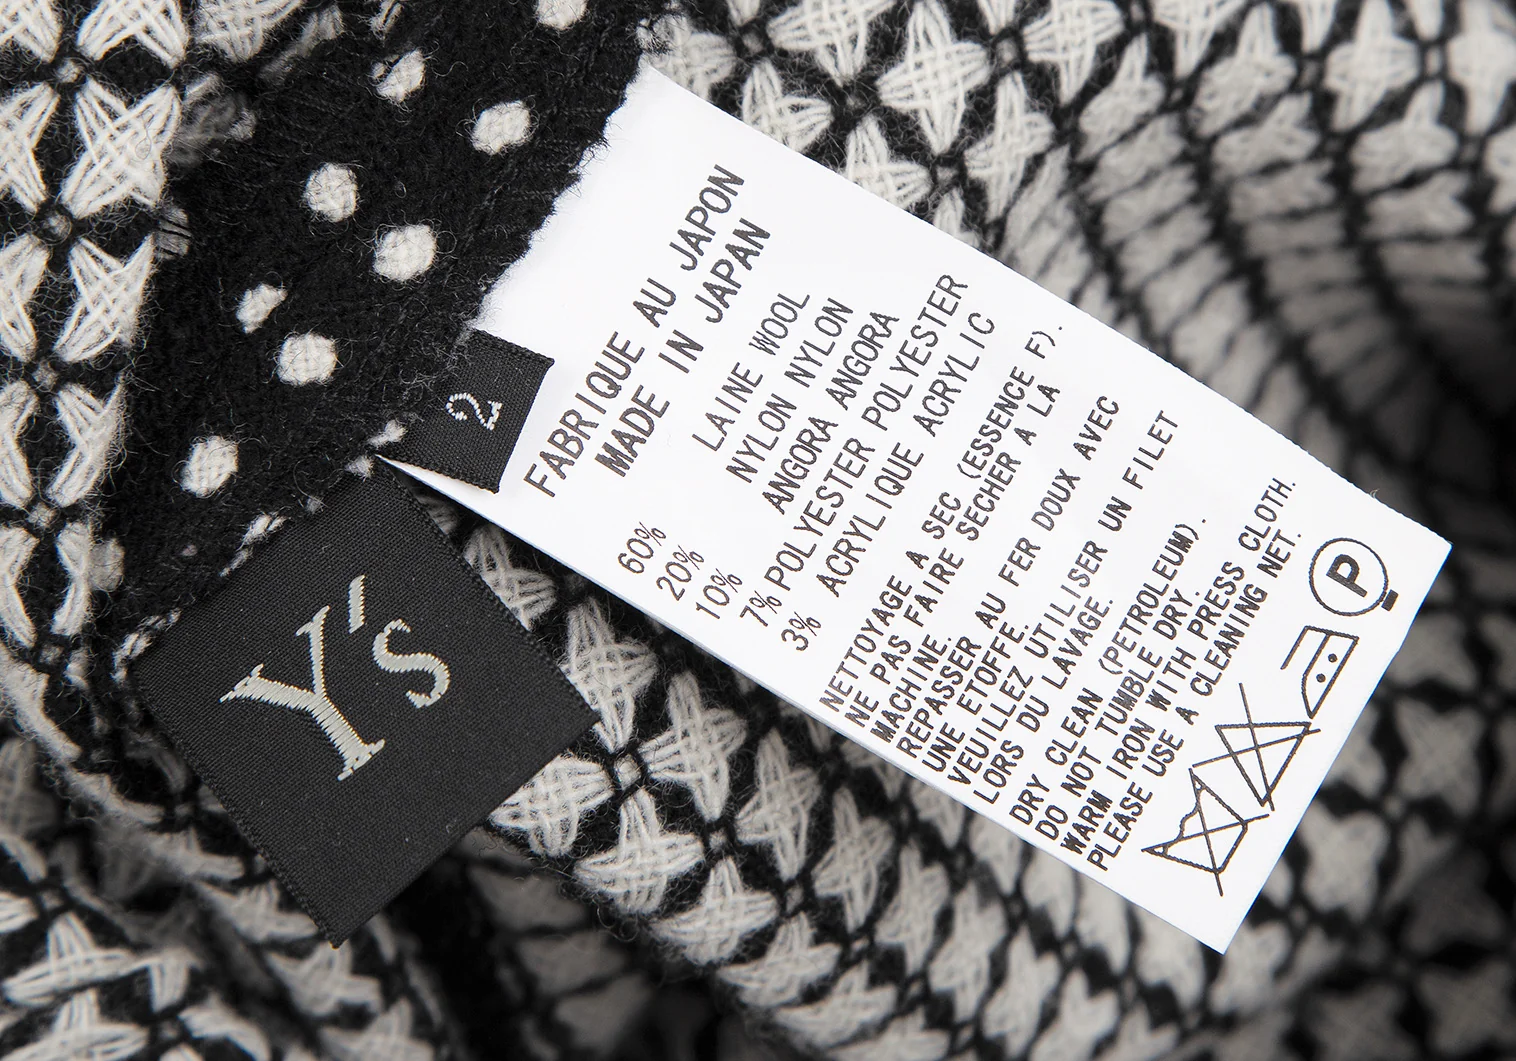 Y's
2
FABRIQUE AU JAPON
MADE IN JAPAN
60% LAINE WOOL
20% NYLON NYLON
10% ANGORA ANGORA
7% POLYESTER POLYESTER
3% ACRYLIQUE ACRYLIC
NETTOYAGE A SEC (ESSENCE F).
NE PAS FAIRE SECHER A LA
MACHINE.
REPASSER AU FER DOUX AVEC
UNE ETOFFE.
VEUILLEZ UTILISER UN FILET
LORS DU LAVAGE.
DRY CLEAN (PETROLEUM).
DO NOT TUMBLE DRY.
WARM IRON WITH PRESS CLOTH.
PLEASE USE A CLEANING NET.
P